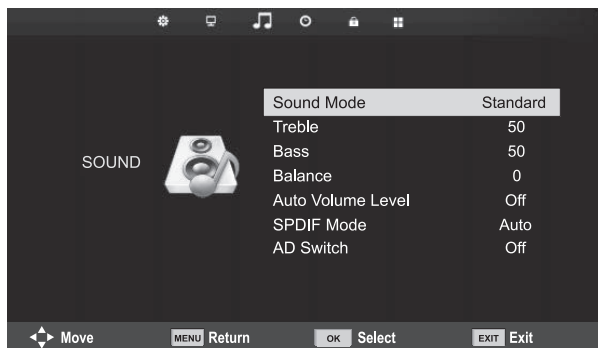 Sound Mode Standard
Treble 50
Bass 50
SOUND
Balance 0
Auto Volume Level Off
SPDIF Mode Auto
AD Switch Off
Move MENU Return OK Select EXIT Exit